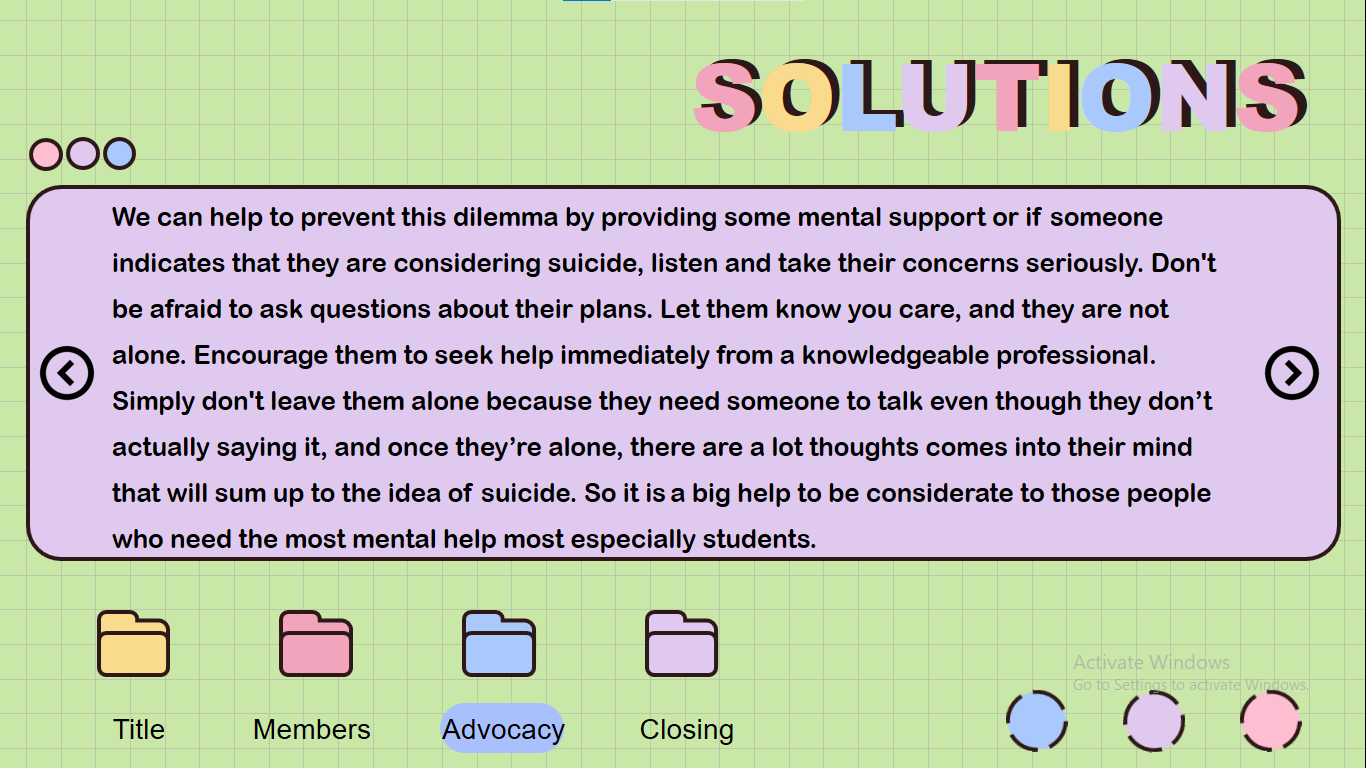 SOLUTIONS
We can help to prevent this dilemma by providing some mental support or if someone
indicates that they are considering suicide, listen and take their concerns seriously. Don't
be afraid to ask questions about their plans. Let them know you care, and they are not
alone. Encourage them to seek help immediately from a knowledgeable professional.
Simply don't leave them alone because they need someone to talk even though they don’t
actually saying it, and once they’re alone, there are a lot thoughts comes into their mind
that will sum up to the idea of suicide. So it is a big help to be considerate to those people
who need the most mental help most especially students.
Activate Windows
Go to Settings to activate Windows.
Title Members Advocacy Closing